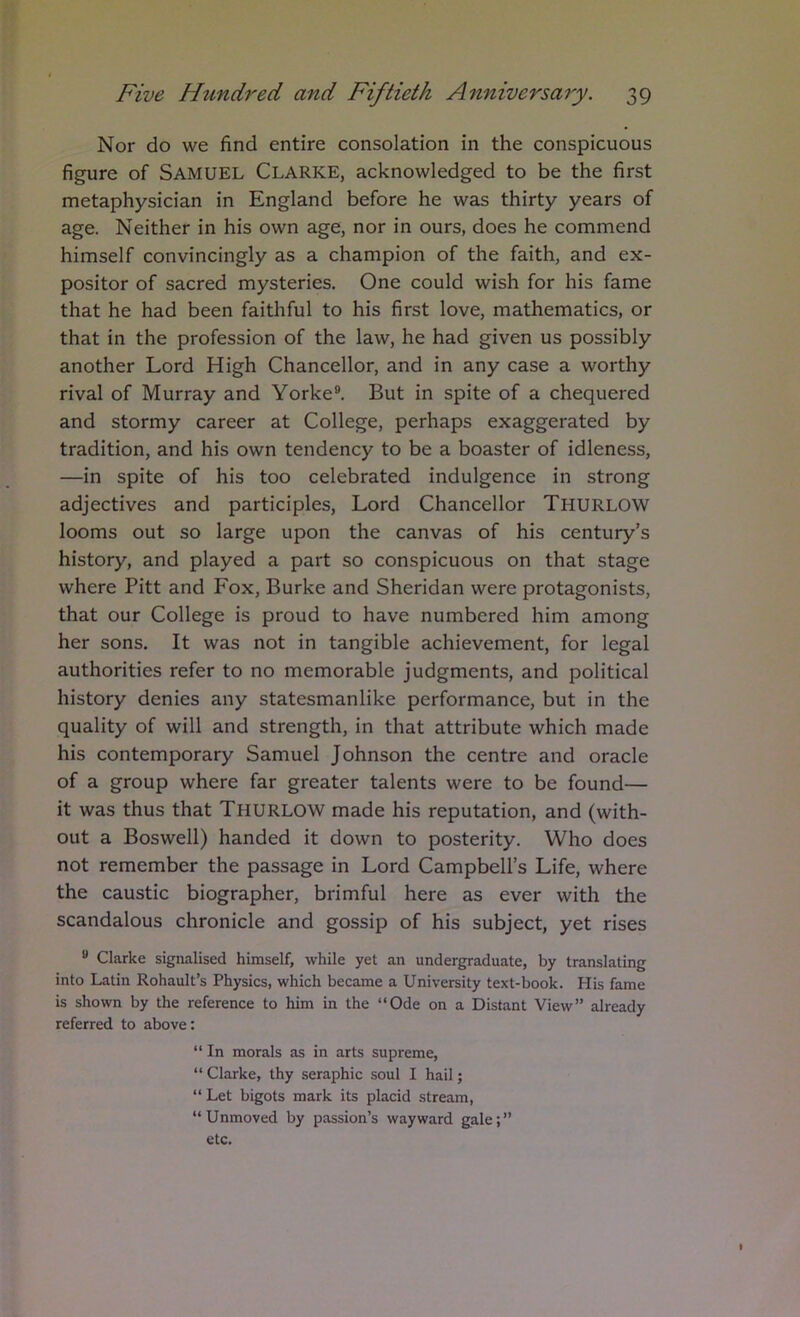 Five Hundred and Fiftieth Anniversary. 39
Nor do we find entire consolation in the conspicuous
figure of SAMUEL CLARKE, acknowledged to be the first
metaphysician in England before he was thirty years of
age. Neither in his own age, nor in ours, does he commend
himself convincingly as a champion of the faith, and ex-
positor of sacred mysteries. One could wish for his fame
that he had been faithful to his first love, mathematics, or
that in the profession of the law, he had given us possibly
another Lord High Chancellor, and in any case a worthy
rival of Murray and Yorke⁹. But in spite of a chequered
and stormy career at College, perhaps exaggerated by
tradition, and his own tendency to be a boaster of idleness,
—in spite of his too celebrated indulgence in strong
adjectives and participles, Lord Chancellor THURLOW
looms out so large upon the canvas of his century's
history, and played a part so conspicuous on that stage
where Pitt and Fox, Burke and Sheridan were protagonists,
that our College is proud to have numbered him among
her sons. It was not in tangible achievement, for legal
authorities refer to no memorable judgments, and political
history denies any statesmanlike performance, but in the
quality of will and strength, in that attribute which made
his contemporary Samuel Johnson the centre and oracle
of a group where far greater talents were to be found—
it was thus that THURLOW made his reputation, and (with-
out a Boswell) handed it down to posterity. Who does
not remember the passage in Lord Campbell's Life, where
the caustic biographer, brimful here as ever with the
scandalous chronicle and gossip of his subject, yet rises
⁹ Clarke signalised himself, while yet an undergraduate, by translating
into Latin Rohault's Physics, which became a University text-book. His fame
is shown by the reference to him in the "Ode on a Distant View" already
referred to above:
"In morals as in arts supreme,
"Clarke, thy seraphic soul I hail;
"Let bigots mark its placid stream,
"Unmoved by passion's wayward gale;"
etc.